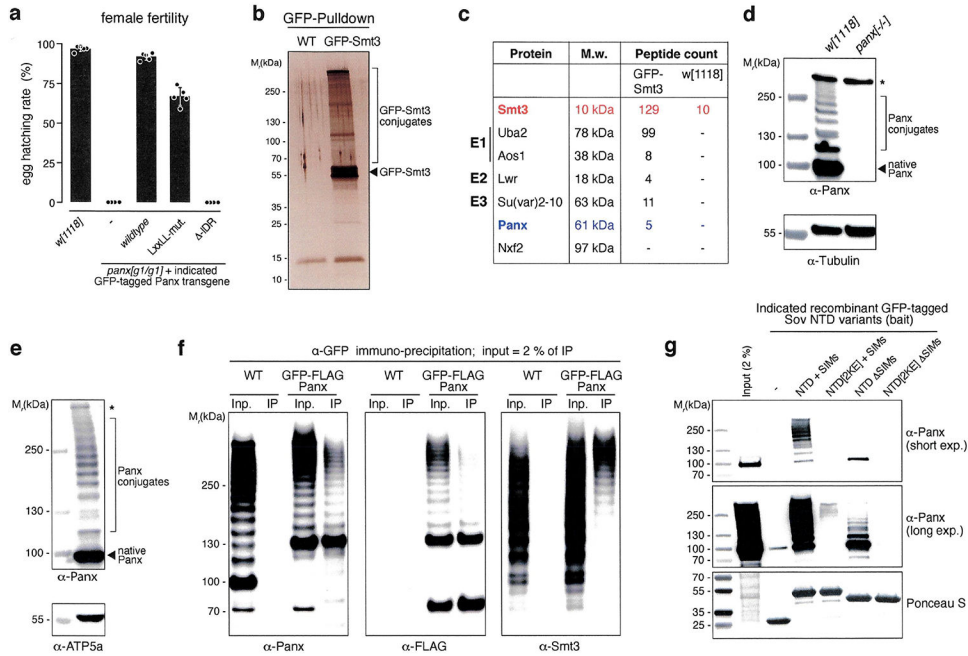 a
female fertility
egg hatching rate (%)
100
75
50
25
0
w[1118]
-
wildtype
LxxLL-mut.
Δ-IDR
panx[g1/g1] + indicated
GFP-tagged Panx transgene
b
GFP-Pulldown
WT GFP-Smt3
Mr(kDa)
250 -
130 -
100 -
70 -
55 -
35 -
25 -
15 -
10 -
GFP-Smt3
conjugates
GFP-Smt3
c
Protein M.w. Peptide count
GFP-Smt3 w[1118]
Smt3 10 kDa 129 10
E1
Uba2 78 kDa 99 -
Aos1 38 kDa 8 -
E2 Lwr 18 kDa 4 -
E3 Su(var)2-10 63 kDa 11 -
Panx 61 kDa 5 -
Nxf2 97 kDa - -
d
w[1118]
panx[-/-]
Mr(kDa)
250 -
130 -
100 -
*
Panx
conjugates
native
Panx
α-Panx
55 -
α-Tubulin
e
Mr(kDa)
250 -
130 -
100 -
*
Panx
conjugates
native
Panx
α-Panx
55 -
α-ATP5a
f
α-GFP immuno-precipitation; input = 2 % of IP
WT GFP-FLAG Panx WT GFP-FLAG Panx WT GFP-FLAG Panx
Inp. IP Inp. IP Inp. IP Inp. IP Inp. IP Inp. IP
Mr(kDa)
250 -
130 -
100 -
70 -
α-Panx α-FLAG α-Smt3
g
Indicated recombinant GFP-tagged
Sov NTD variants (bait)
Input (2 %)
-
NTD + SIMs
NTD[2KE] + SIMs
NTD ΔSIMs
NTD[2KE] ΔSIMs
Mr(kDa)
250 -
130 -
100 -
70 -
α-Panx
(short exp.)
250 -
130 -
100 -
70 -
α-Panx
(long exp.)
70 -
55 -
35 -
25 -
Ponceau S